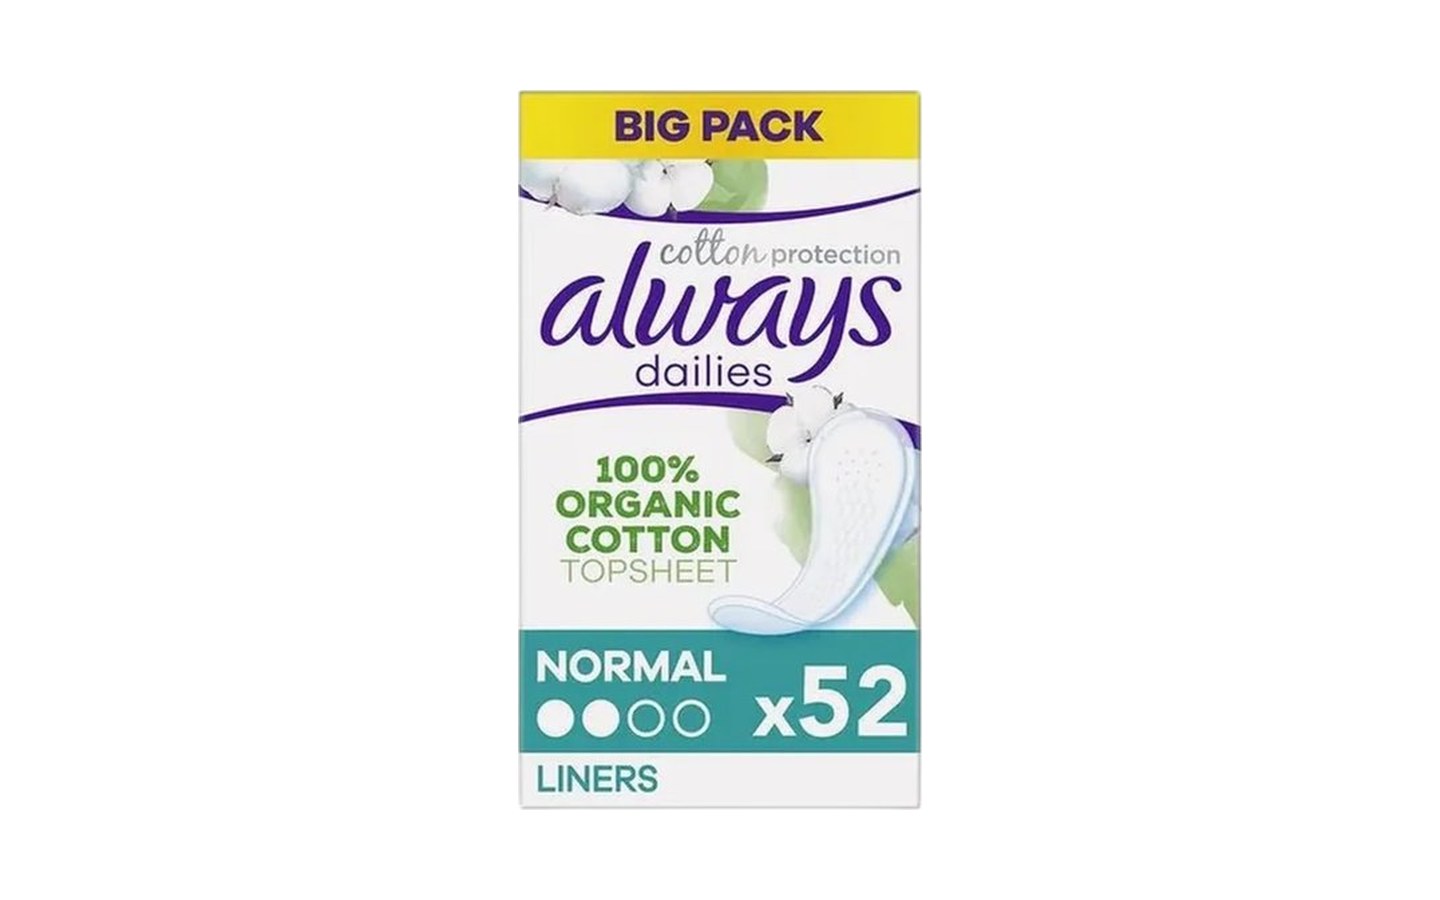 BIG PACK
cotton protection
always
dailies
100%
ORGANIC
COTTON
TOPSHEET
NORMAL
x52
LINERS